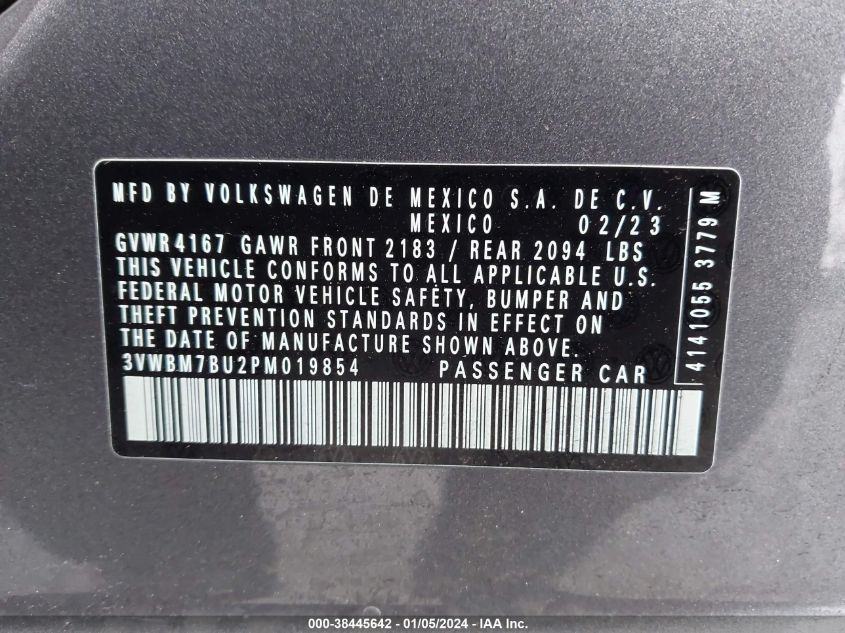 MFD BY VOLKSWAGEN DE MEXICO S.A. DE C.V.
MEXICO 02/23
GVWR 4167 GAWR FRONT 2183 / REAR 2094 LBS
THIS VEHICLE CONFORMS TO ALL APPLICABLE U.S.
FEDERAL MOTOR VEHICLE SAFETY, BUMPER AND
THEFT PREVENTION STANDARDS IN EFFECT ON
THE DATE OF MANUFACTURE SHOWN ABOVE.
3VWBM7BU2PM019854 PASSENGER CAR
4141055 3779 M
000-38445642 - 01/05/2024 - IAA Inc.